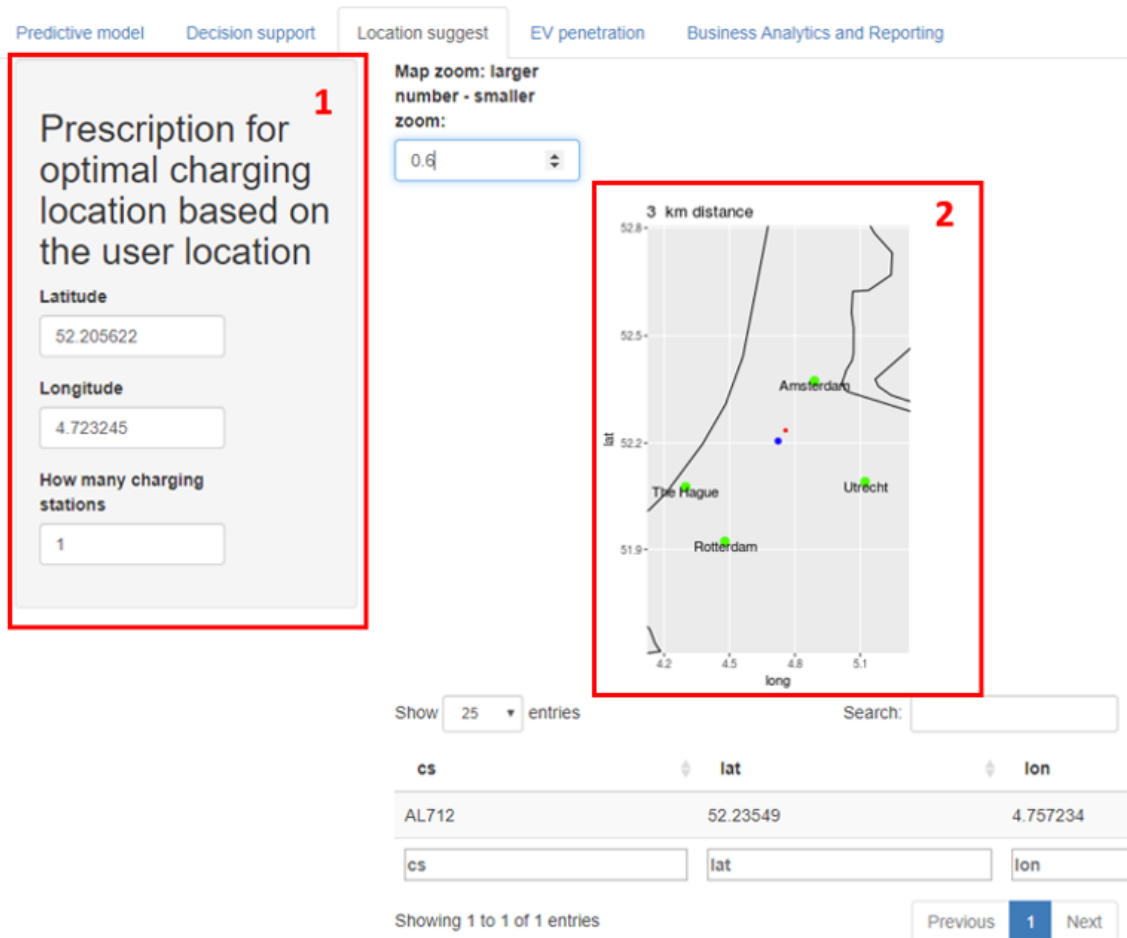 Predictive model Decision support Location suggest EV penetration Business Analytics and Reporting
1
Prescription for
optimal charging
location based on
the user location
Latitude
52.205622
Longitude
4.723245
How many charging
stations
1
Map zoom: larger
number - smaller
zoom:
0.6
2
3 km distance
52.8
52.5
52.2
51.9
lat
Amsterdam
The Hague
Utrecht
Rotterdam
4.2 4.5 4.8 5.1
long
Show 25 entries Search:
cs lat lon
AL712 52.23549 4.757234
cs lat lon
Showing 1 to 1 of 1 entries Previous 1 Next